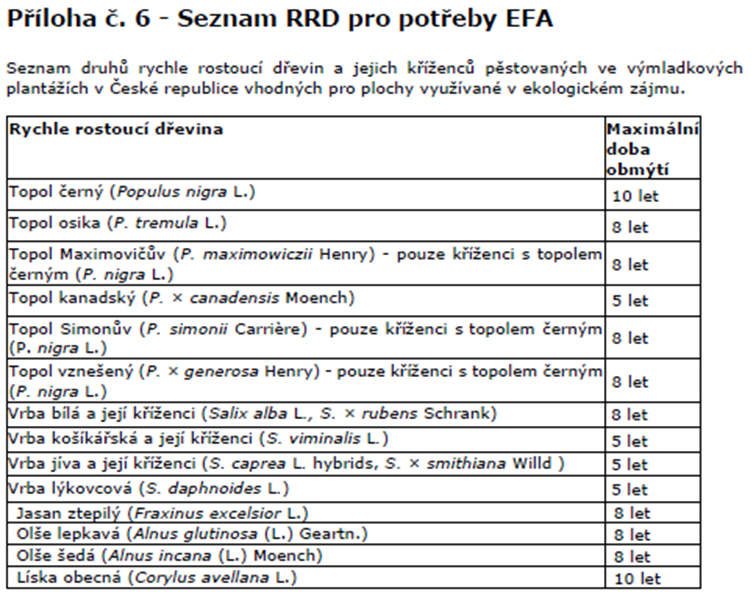 Příloha č. 6 - Seznam RRD pro potřeby EFA
Seznam druhů rychle rostoucí dřevin a jejich kříženců pěstovaných ve výmladkových
plantážích v České republice vhodných pro plochy využívané v ekologickém zájmu.
Rychle rostoucí dřevina
Maximální
doba
obmýtí
Topol černý (Populus nigra L.)
10 let
Topol osika (P. tremula L.)
8 let
Topol Maximovičův (P. maximowiczii Henry) - pouze kříženci s topolem
černým (P. nigra L.)
8 let
Topol kanadský (P. × canadensis Moench)
5 let
Topol Simonův (P. simonii Carrière) - pouze kříženci s topolem černým
(P. nigra L.)
8 let
Topol vznešený (P. × generosa Henry) - pouze kříženci s topolem černým
(P. nigra L.)
8 let
Vrba bílá a její kříženci (Salix alba L., S. × rubens Schrank)
8 let
Vrba košíkářská a její kříženci (S. viminalis L.)
5 let
Vrba jíva a její kříženci (S. caprea L. hybrids, S. × smithiana Willd )
5 let
Vrba lýkovcová (S. daphnoides L.)
5 let
Jasan ztepilý (Fraxinus excelsior L.)
8 let
Olše lepkavá (Alnus glutinosa (L.) Geartn.)
8 let
Olše šedá (Alnus incana (L.) Moench)
8 let
Líska obecná (Corylus avellana L.)
10 let